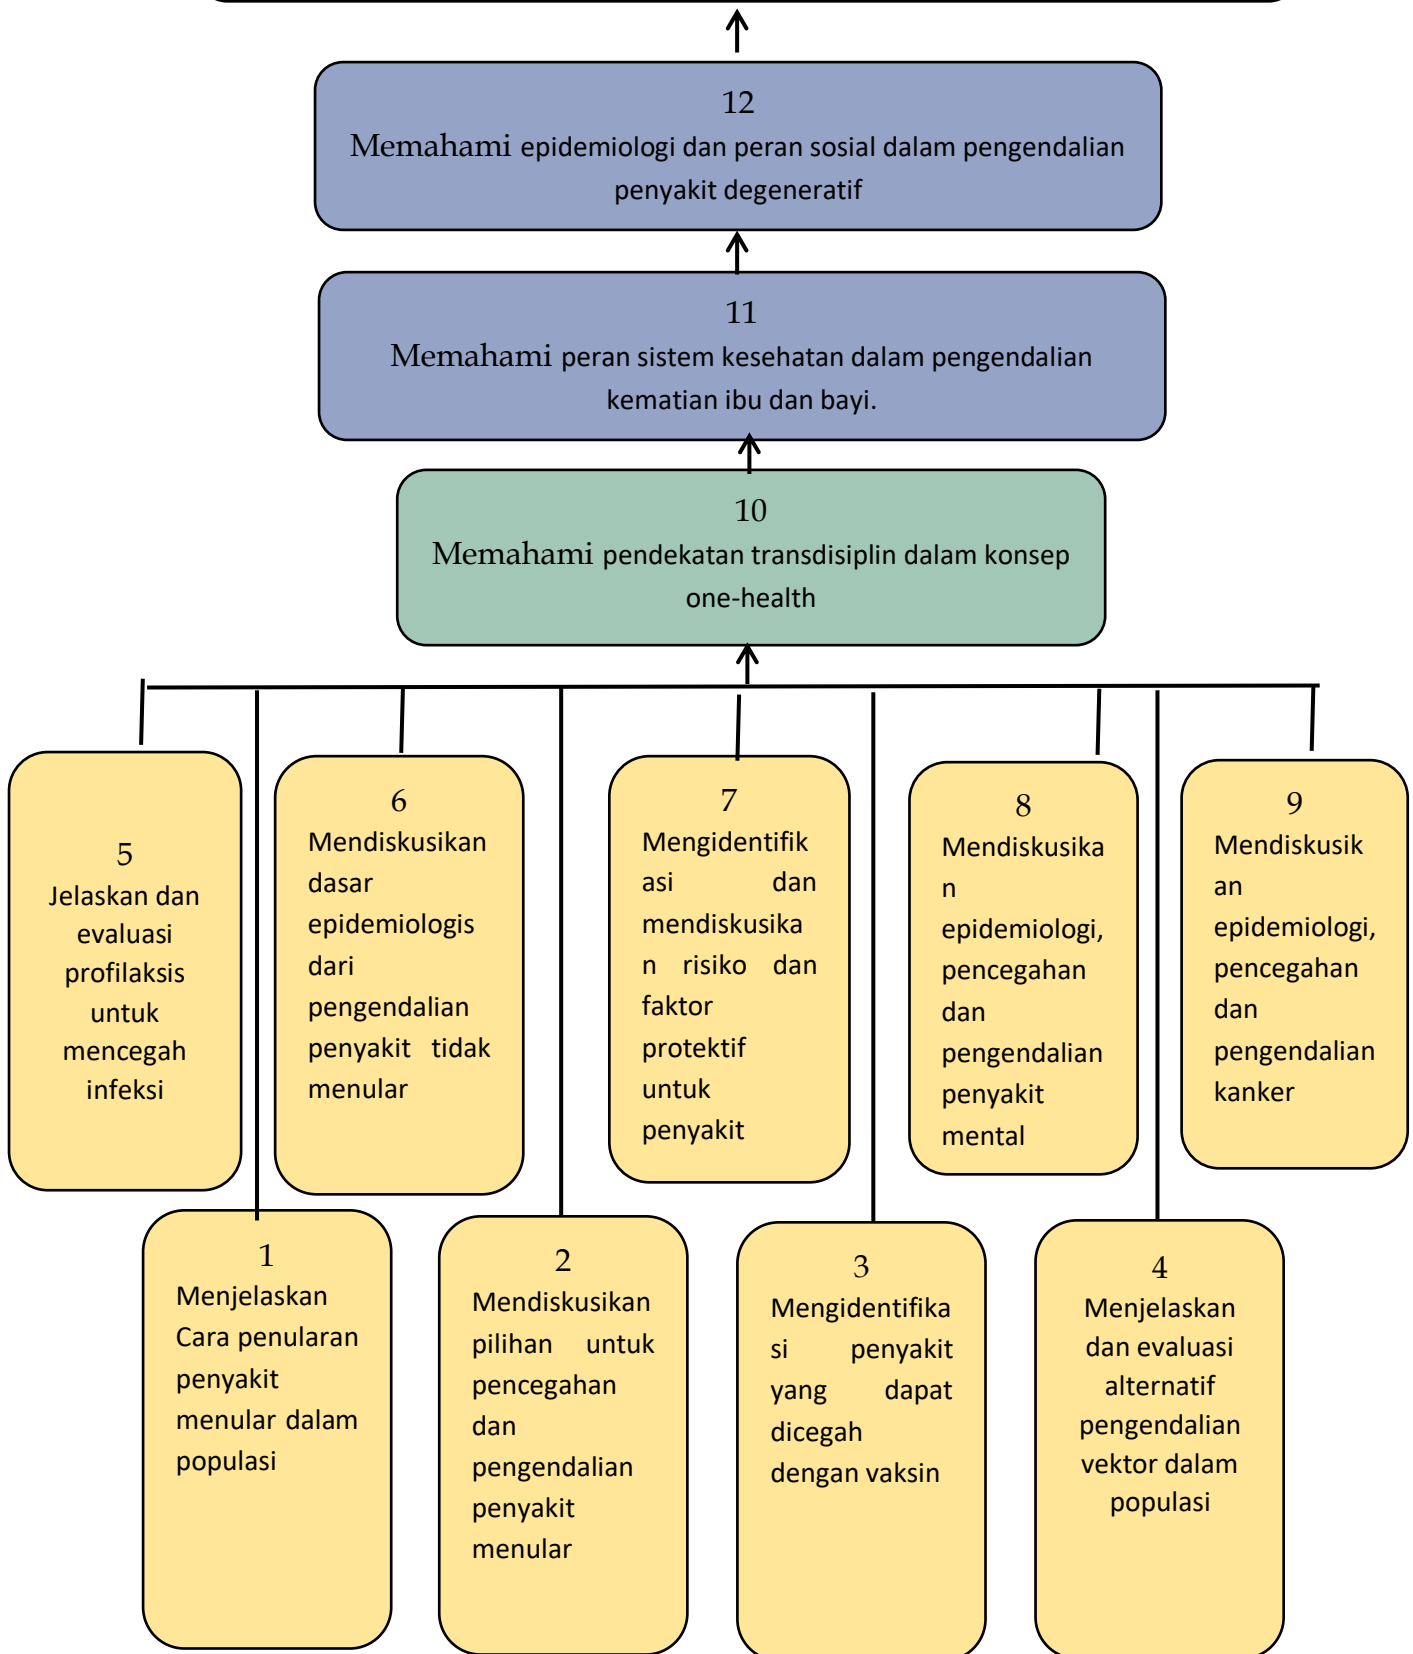 12
Memahami epidemiologi dan peran sosial dalam pengendalian
penyakit degeneratif
11
Memahami peran sistem kesehatan dalam pengendalian
kematian ibu dan bayi.
10
Memahami pendekatan transdisiplin dalam konsep
one-health
5
Jelaskan dan
evaluasi
profilaksis
untuk
mencegah
infeksi
6
Mendiskusikan
dasar
epidemiologis
dari
pengendalian
penyakit tidak
menular
7
Mengidentifik
asi dan
mendiskusika
n risiko dan
faktor
protektif
untuk
penyakit
8
Mendiskusika
n
epidemiologi,
pencegahan
dan
pengendalian
penyakit
mental
9
Mendiskusik
an
epidemiologi,
pencegahan
dan
pengendalian
kanker
1
Menjelaskan
Cara penularan
penyakit
menular dalam
populasi
2
Mendiskusikan
pilihan untuk
pencegahan
dan
pengendalian
penyakit
menular
3
Mengidentifika
si penyakit
yang dapat
dicegah
dengan vaksin
4
Menjelaskan
dan evaluasi
alternatif
pengendalian
vektor dalam
populasi